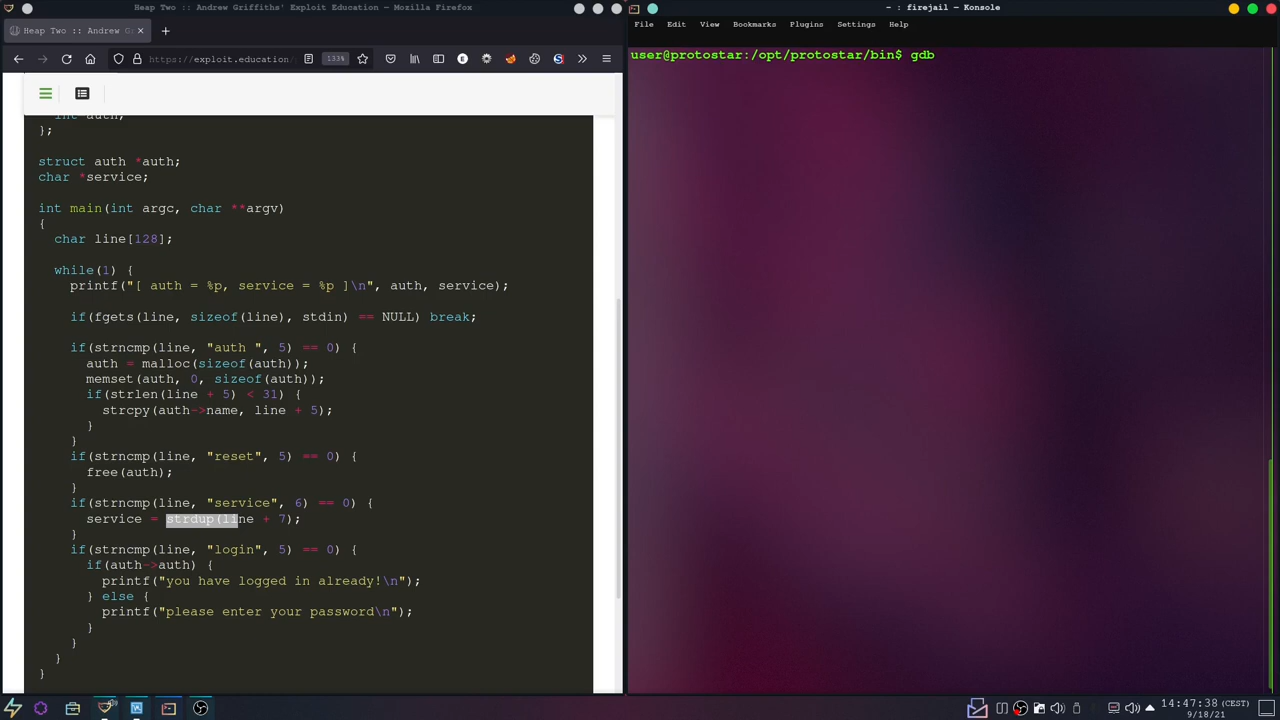 Heap Two :: Andrew Griffiths' Exploit Education — Mozilla Firefox
Heap Two :: Andrew G
https://exploit.education/
133%
int auth;
};
struct auth *auth;
char *service;
int main(int argc, char **argv)
{
char line[128];
while(1) {
printf("[ auth = %p, service = %p ]\n", auth, service);
if(fgets(line, sizeof(line), stdin) == NULL) break;
if(strncmp(line, "auth ", 5) == 0) {
auth = malloc(sizeof(auth));
memset(auth, 0, sizeof(auth));
if(strlen(line + 5) < 31) {
strcpy(auth->name, line + 5);
}
}
if(strncmp(line, "reset", 5) == 0) {
free(auth);
}
if(strncmp(line, "service", 6) == 0) {
service = strdup(line + 7);
}
if(strncmp(line, "login", 5) == 0) {
if(auth->auth) {
printf("you have logged in already!\n");
} else {
printf("please enter your password\n");
}
}
}
}
~ : firejail — Konsole
File Edit View Bookmarks Plugins Settings Help
user@protostar:/opt/protostar/bin$ gdb
14:47:38 (CEST)
9/18/21